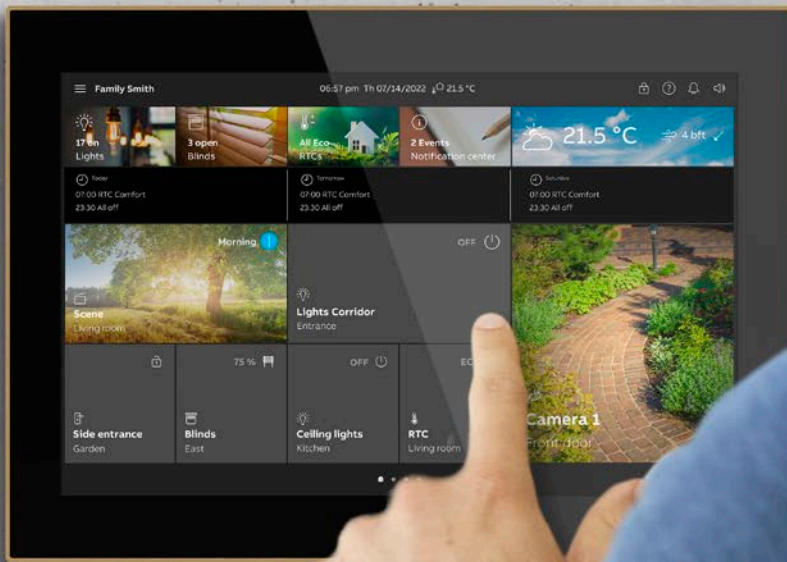 Family Smith
06:57 pm Th 07/14/2022 21.5 °C
17 on
Lights
3 open
Blinds
All Eco
RTCs
2 Events
Notification center
21.5 °C
4 bft
Today
07:00 RTC Comfort
23:30 All off
Tomorrow
07:00 RTC Comfort
23:30 All off
Saturday
07:00 RTC Comfort
23:30 All off
Morning
Scene
Living room
OFF
Lights Corridor
Entrance
Side entrance
Garden
75 %
Blinds
East
OFF
Ceiling lights
Kitchen
RTC
Living room
Camera 1
Front door